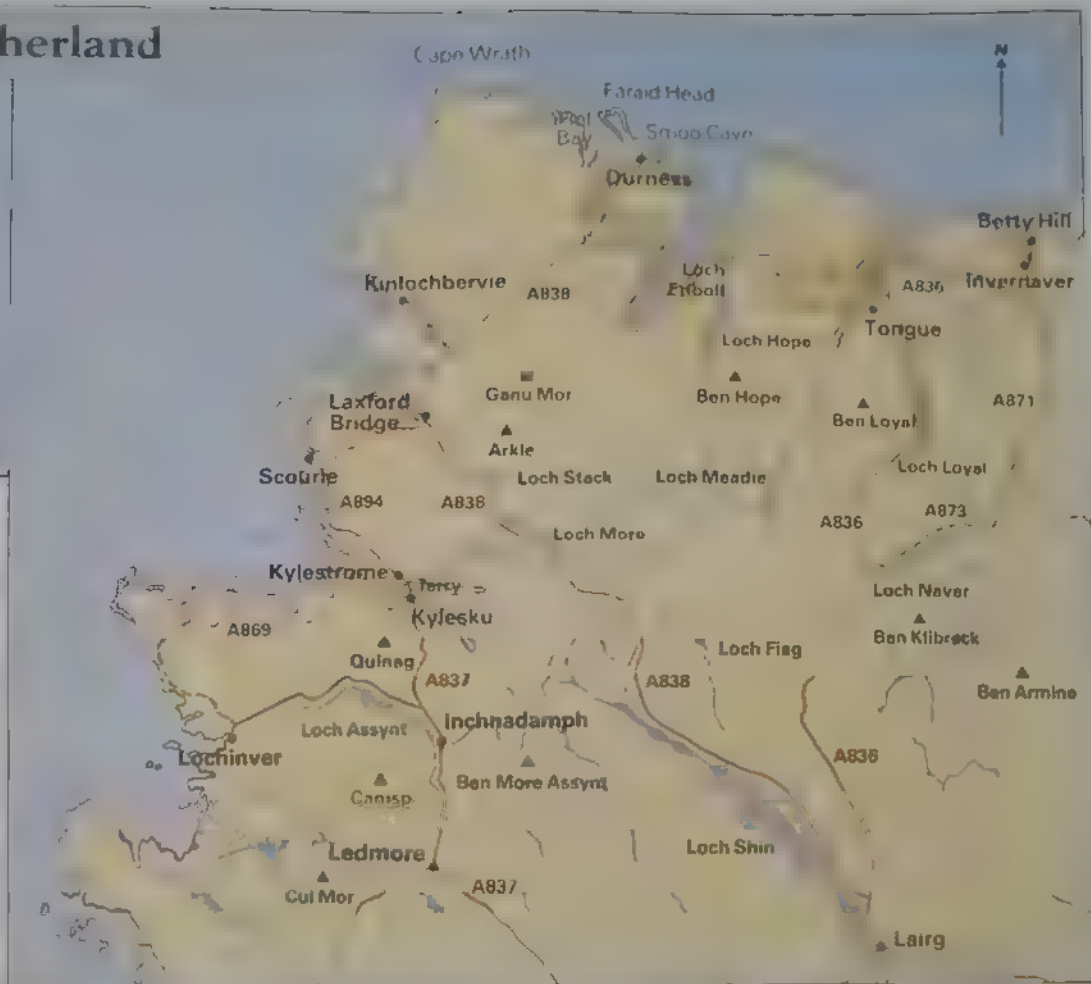 herland
Cape Wrath
N
Faraid Head
Bay
Smoo Cave
Durness
Betty Hill
Invernaver
Kinlochbervie
A838
Loch
Eriboll
A836
Tongue
Loch Hope
Ganu Mor
Ben Hope
Ben Loyal
A871
Laxford
Bridge
Arkle
Scourie
Loch Stack
Loch Meadie
Loch Loyal
A894
A838
A836
A873
Loch More
Kylestrome
Ferry
Kylesku
Loch Naver
Ben Klibreck
A869
Quinag
Loch Fiag
A837
A838
Ben Armine
Loch Assynt
Inchnadamph
Lochinver
A836
Canisp
Ben More Assynt
Ledmore
Loch Shin
Cul Mor
A837
Lairg